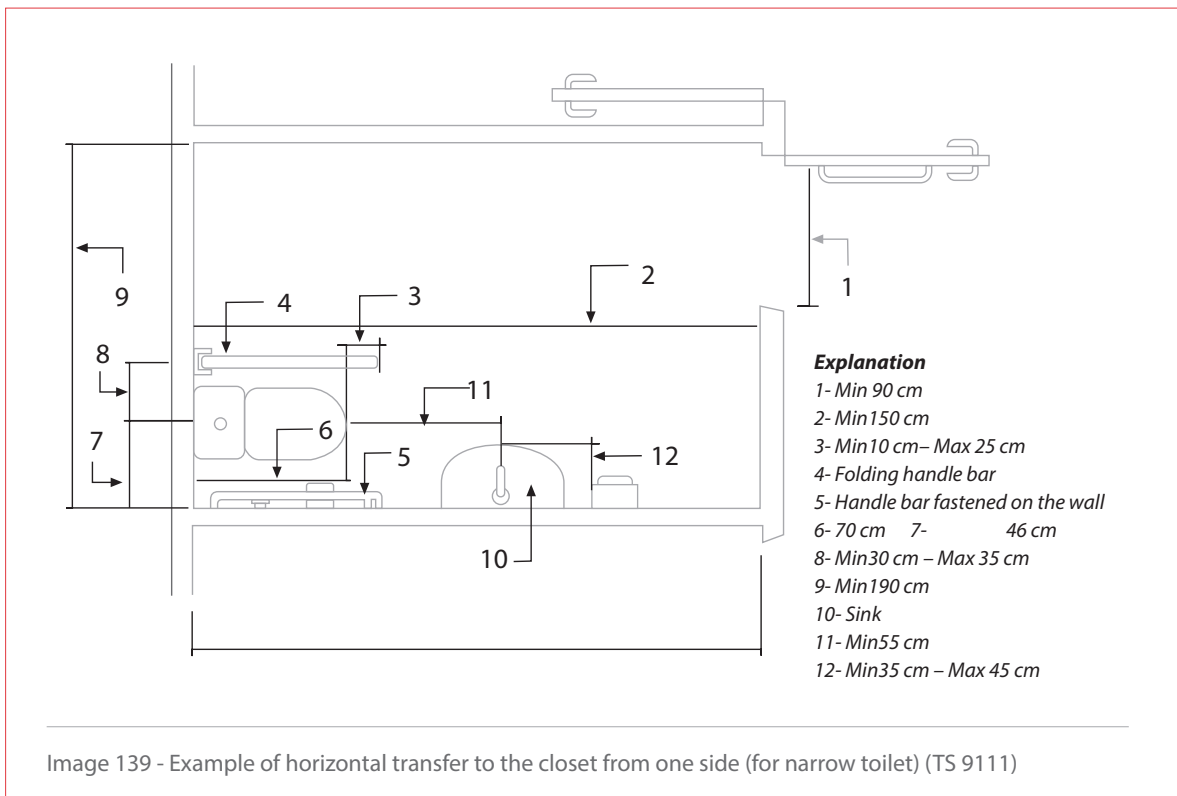 2
1
9
4
3
8
11
7
6
5
12
10
Explanation
1- Min 90 cm
2- Min150 cm
3- Min10 cm– Max 25 cm
4- Folding handle bar
5- Handle bar fastened on the wall
6- 70 cm 7- 46 cm
8- Min30 cm – Max 35 cm
9- Min190 cm
10- Sink
11- Min55 cm
12- Min35 cm – Max 45 cm
Image 139 - Example of horizontal transfer to the closet from one side (for narrow toilet) (TS 9111)